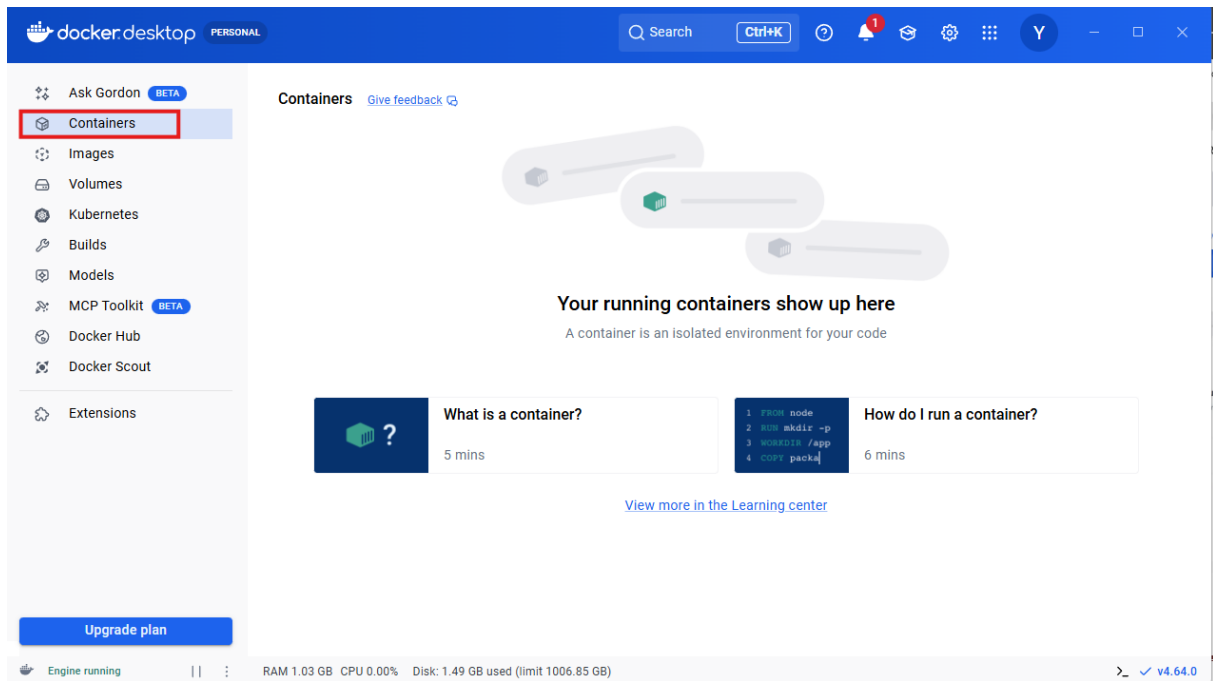 docker.desktop PERSONAL
Search Ctrl+K
1
Y
Ask Gordon BETA
Containers
Images
Volumes
Kubernetes
Builds
Models
MCP Toolkit BETA
Docker Hub
Docker Scout
Extensions
Upgrade plan
Containers Give feedback
Your running containers show up here
A container is an isolated environment for your code
?
What is a container?
5 mins
1 FROM node
2 RUN mkdir -p
3 WORKDIR /app
4 COPY packa
How do I run a container?
6 mins
View more in the Learning center
Engine running
RAM 1.03 GB CPU 0.00% Disk: 1.49 GB used (limit 1006.85 GB)
>_ v4.64.0